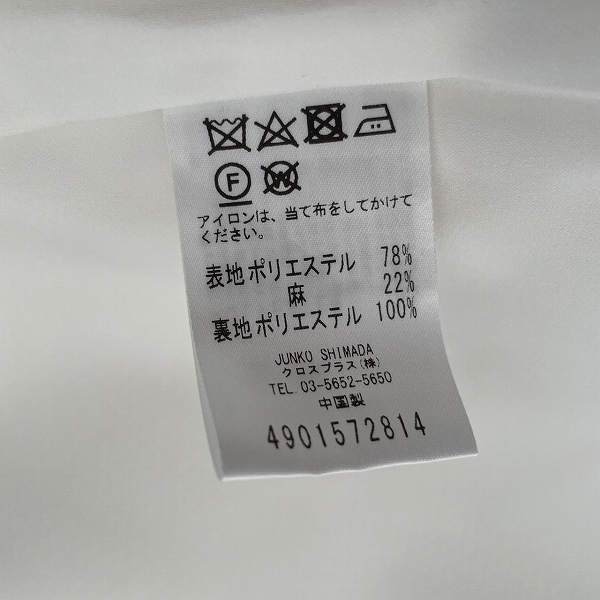 F W
アイロンは、当て布をしてかけて
ください。
表地 ポリエステル 78%
麻 22%
裏地 ポリエステル 100%
JUNKO SHIMADA
クロスプラス(株)
TEL. 03-5652-5650
中国製
4901572814